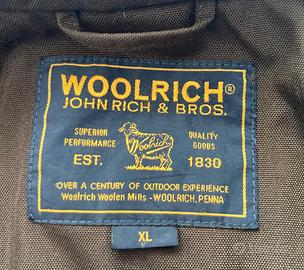 WOOLRICH®
JOHN RICH & BROS.
SUPERIOR PERFORMANCE
Woolrich
QUALITY GOODS
EST. 1830
OVER A CENTURY OF OUTDOOR EXPERIENCE
Woolrich Woolen Mills - WOOLRICH, PENNA
XL